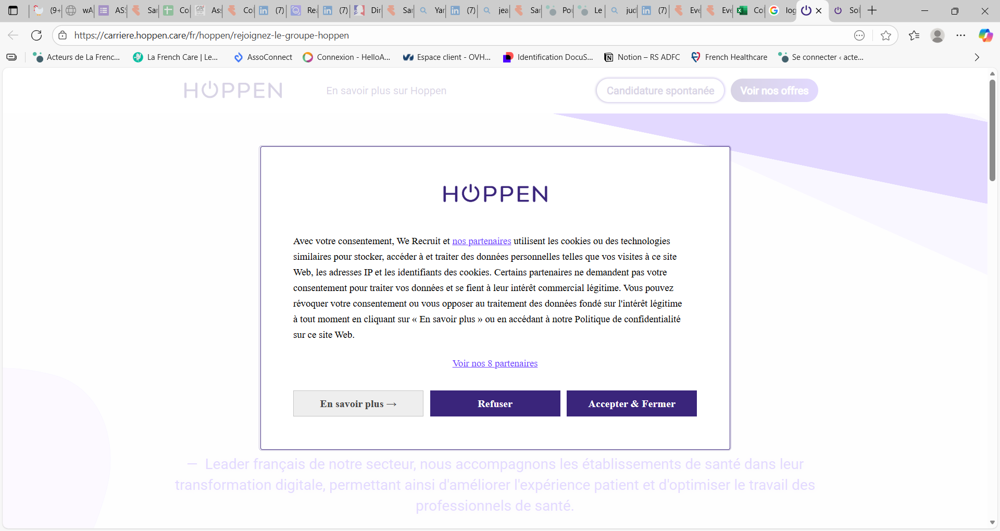 (9+
wA
AS
Sar
Co
As
Co
(7)
Re
(7)
Dir
Sar
Yar
(7)
jea
Sar
Po
Le
jud
(7)
Eve
Eve
Co
log
So
https://carriere.hoppen.care/fr/hoppen/rejoignez-le-groupe-hoppen
Acteurs de La Frenc...
La French Care | Le...
AssoConnect
Connexion - HelloA...
Espace client - OVH...
Identification DocuS...
Notion – RS ADFC
French Healthcare
Se connecter ‹ acte...
HOPPEN
En savoir plus sur Hoppen
Candidature spontanée
Voir nos offres
HOPPEN
Avec votre consentement, We Recruit et nos partenaires utilisent les cookies ou des technologies
similaires pour stocker, accéder à et traiter des données personnelles telles que vos visites à ce site
Web, les adresses IP et les identifiants des cookies. Certains partenaires ne demandent pas votre
consentement pour traiter vos données et se fient à leur intérêt commercial légitime. Vous pouvez
révoquer votre consentement ou vous opposer au traitement des données fondé sur l'intérêt légitime
à tout moment en cliquant sur « En savoir plus » ou en accédant à notre Politique de confidentialité
sur ce site Web.
Voir nos 8 partenaires
En savoir plus →
Refuser
Accepter & Fermer
— Leader français de notre secteur, nous accompagnons les établissements de santé dans leur
transformation digitale, permettant ainsi d'améliorer l'expérience patient et d'optimiser le travail des
professionnels de santé.